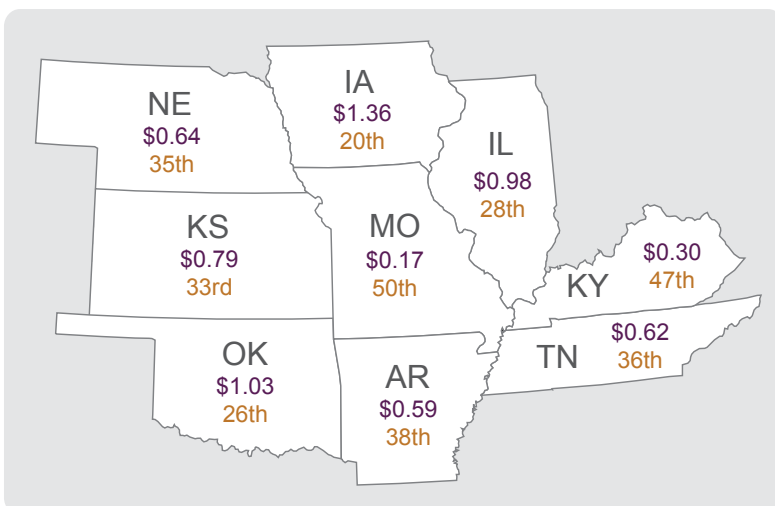 NE
$0.64
35th
IA
$1.36
20th
IL
$0.98
28th
KS
$0.79
33rd
MO
$0.17
50th
KY
$0.30
47th
OK
$1.03
26th
AR
$0.59
38th
TN
$0.62
36th